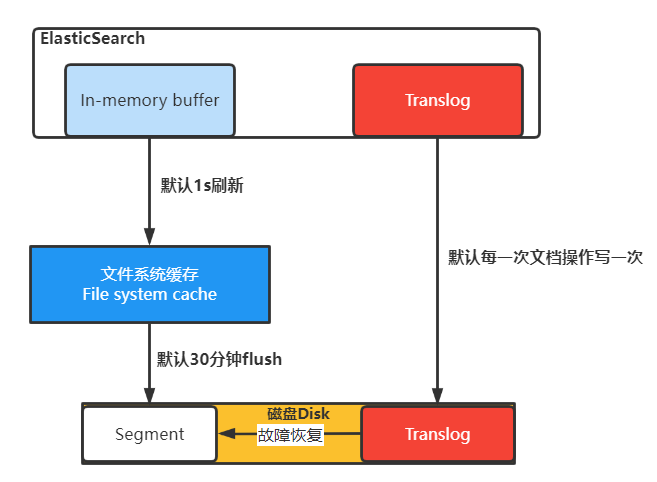 ElasticSearch
In-memory buffer
Translog
默认1s刷新
默认每一次文档操作写一次
文件系统缓存
File system cache
默认30分钟flush
磁盘Disk
Segment
故障恢复
Translog